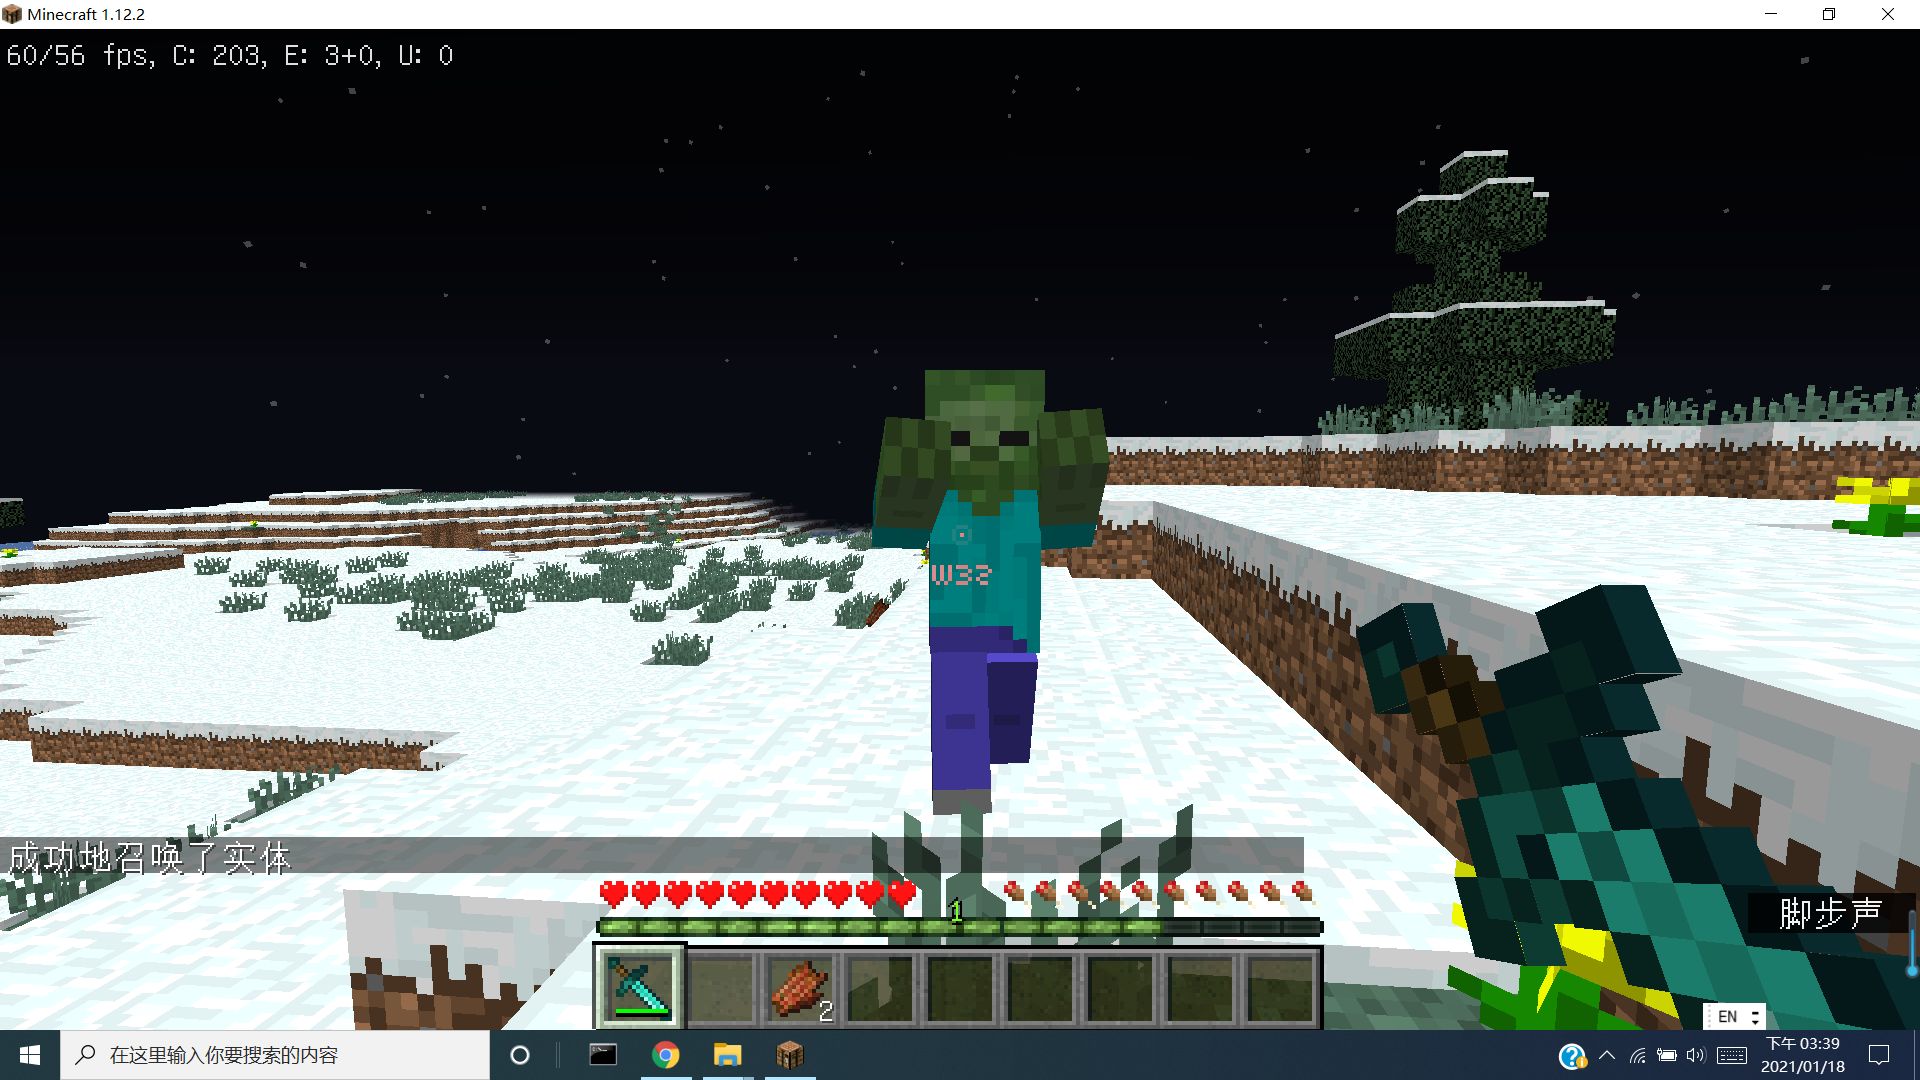 Minecraft 1.12.2
60/56 fps, C: 203, E: 3+0, U: 0
W32
成功地召唤了实体
1
脚步声
2
EN
在这里输入你要搜索的内容
下午 03:39
2021/01/18